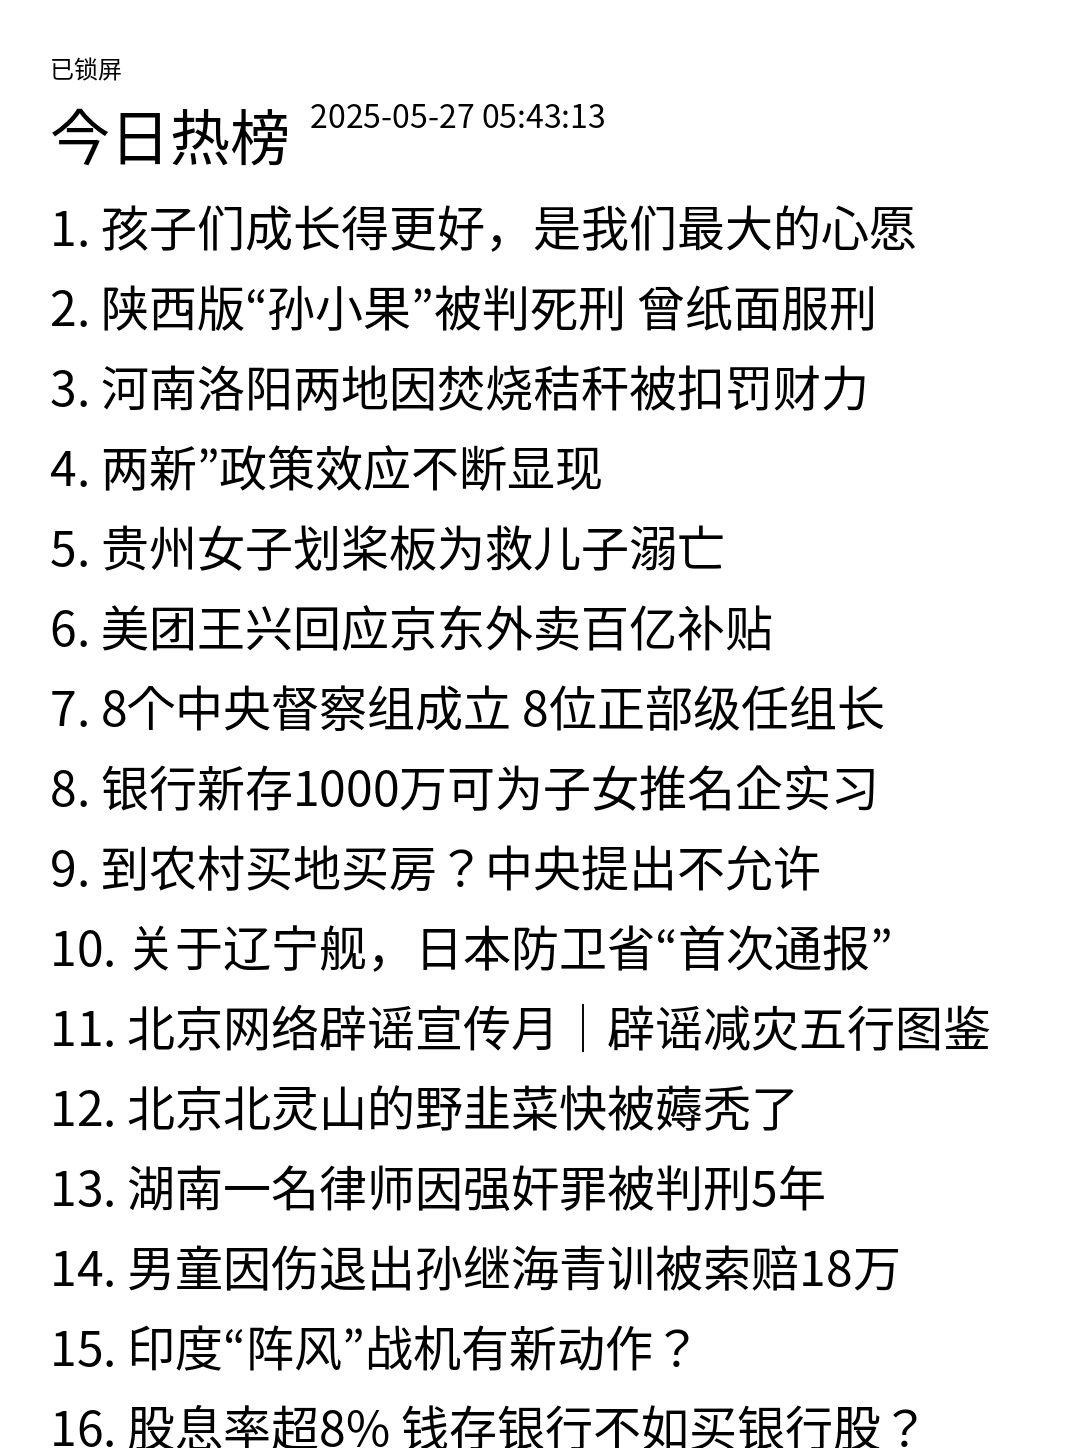 已锁屏
今日热榜 2025-05-27 05:43:13
1. 孩子们成长得更好，是我们最大的心愿
2. 陕西版“孙小果”被判死刑 曾纸面服刑
3. 河南洛阳两地因焚烧秸秆被扣罚财力
4. 两新”政策效应不断显现
5. 贵州女子划桨板为救儿子溺亡
6. 美团王兴回应京东外卖百亿补贴
7. 8个中央督察组成立 8位正部级任组长
8. 银行新存1000万可为子女推名企实习
9. 到农村买地买房？中央提出不允许
10. 关于辽宁舰，日本防卫省“首次通报”
11. 北京网络辟谣宣传月｜辟谣减灾五行图鉴
12. 北京北灵山的野韭菜快被薅秃了
13. 湖南一名律师因强奸罪被判刑5年
14. 男童因伤退出孙继海青训被索赔18万
15. 印度“阵风”战机有新动作？
16. 股息率超8% 钱存银行不如买银行股？